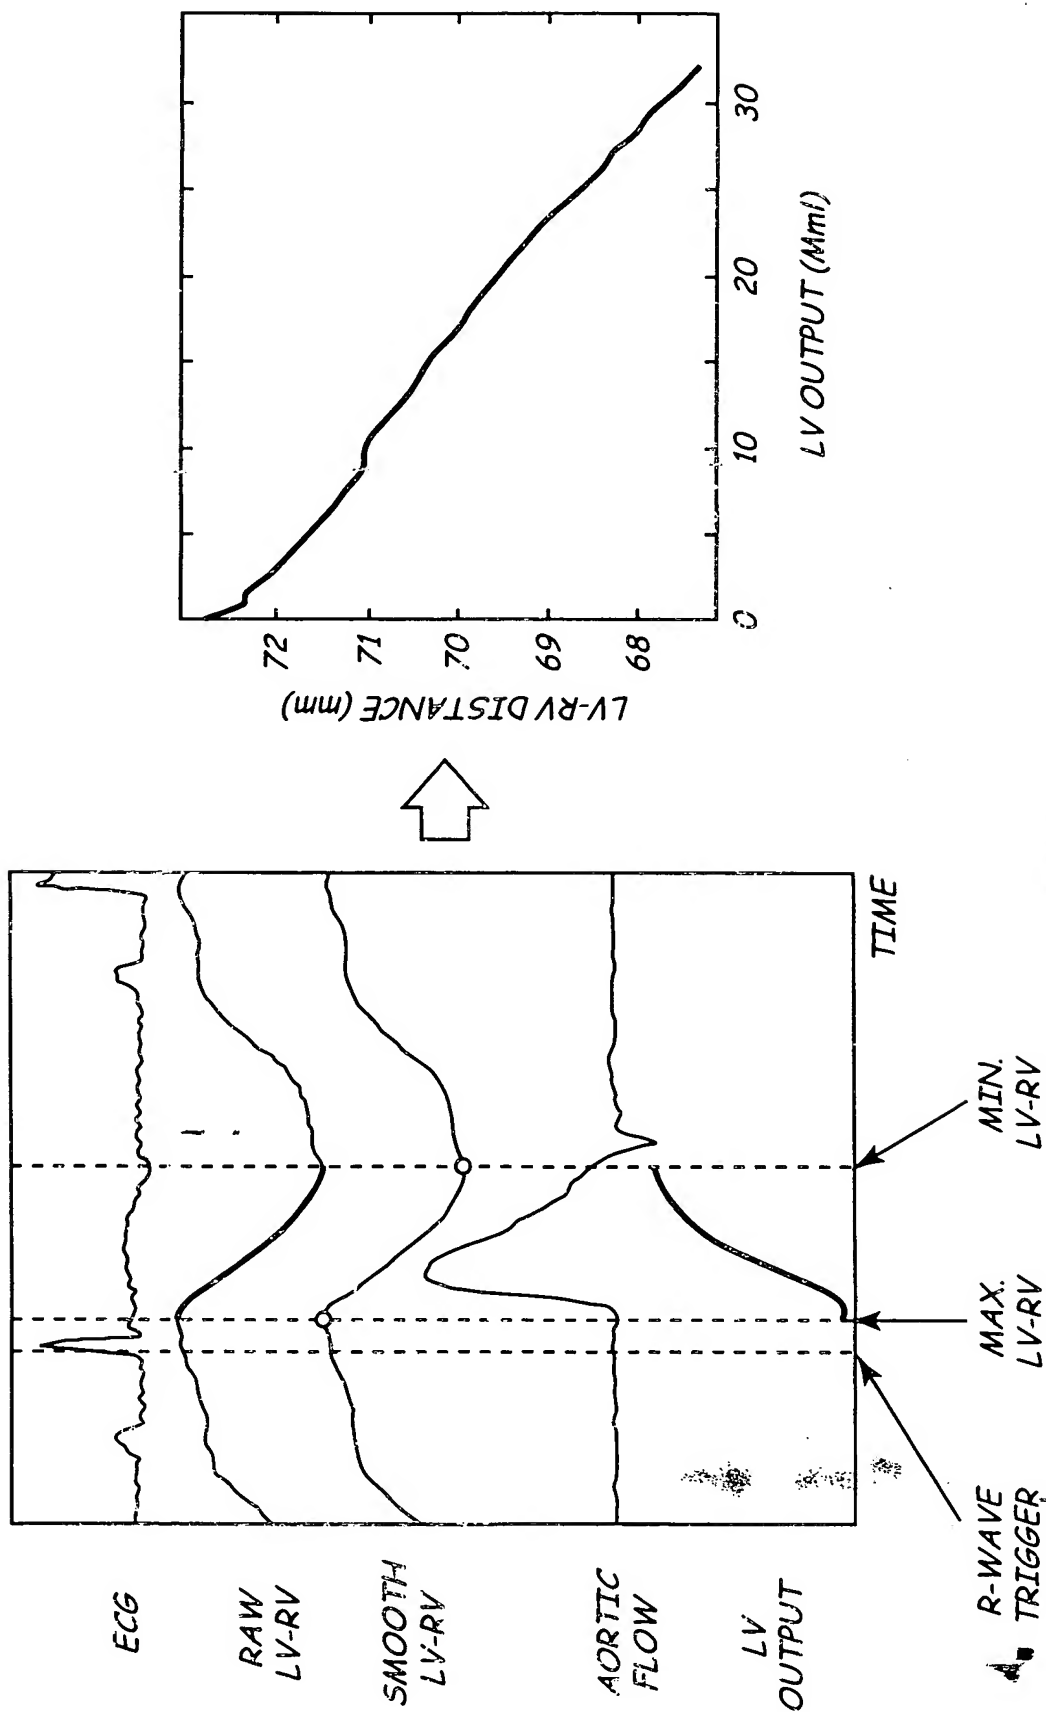 ECG
RAW
LV-RV
SMOOTH
LV-RV
AORTIC
FLOW
LV
OUTPUT
R-WAVE
TRIGGER
MAX.
LV-RV
MIN.
LV-RV
TIME
LV-RV DISTANCE (mm)
72
71
70
69
68
0
10
20
30
LV OUTPUT (Mml)